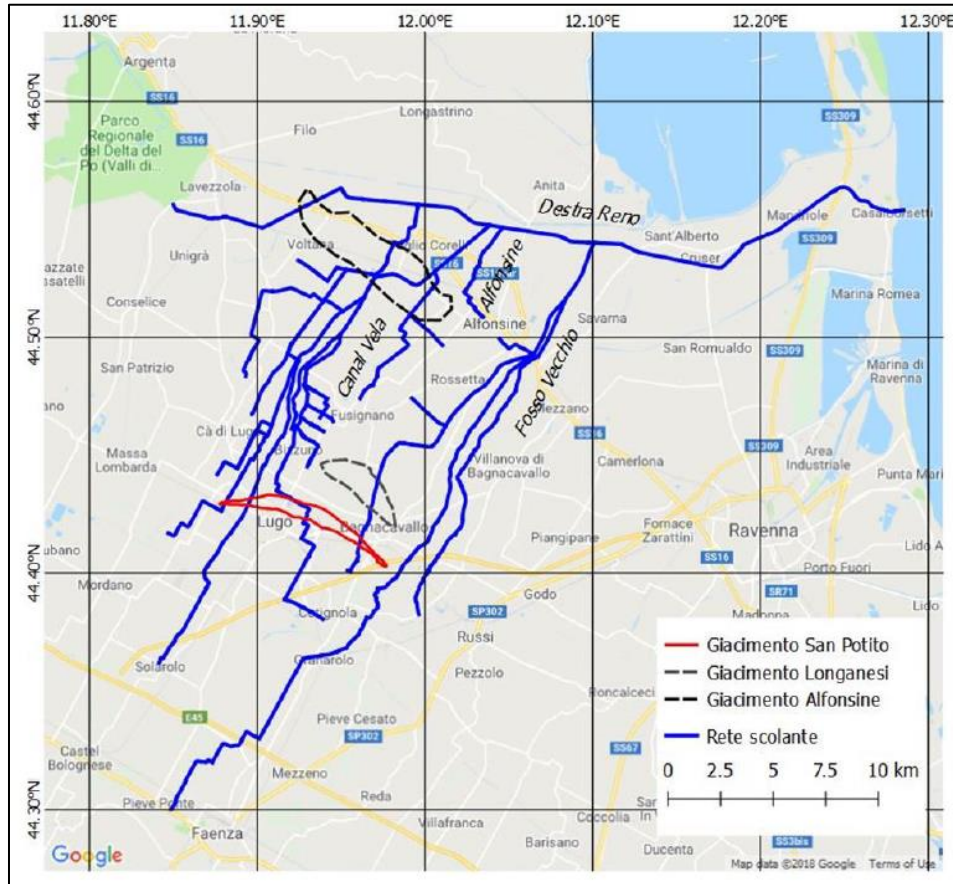 11.80°E 11.90°E 12.00°E 12.10°E 12.20°E 12.30°E
Argenta
SS16
44.60°N
Longastrino
SS309
Parco
Regionale
del Delta del
Po (Valli di...
SS16
Filo
Lavezzola
Anita
Destra Reno
Mandriole
Casalborsetti
Voltana
Sant'Alberto
SS309
Unigrà
glio Corelli
Cruser
SS16
Alfonsine
Conselice
Marina Romea
44.50°N
Alfonsine
Savarna
San Romualdo
SS309
Marina di
Ravenna
San Patrizio
Canal Vela
Rossetta
Fosso Vecchio
Mezzano
Fusignano
SS16
Cà di Lugo
Massa
Lombarda
Villanova di
Bagnacavallo
Camerlona
SS309
Area
Industriale
Punta Mari
Lugo
Bagnacavallo
Piangipane
Fornace
Zarattini
Ravenna
SS16
Lido A
44.40°N
Porto Fuori
Mordano
Godo
SR71
Madonna
Lido
SP302
Russi
Solarolo
Granarolo
Pezzolo
Roncalceci
E45
Pieve Cesato
SP302
SS67
Castel
Bolognese
Mezzeno
44.30°N
Pieve Ponte
Reda
Coccolia
Faenza
Villafranca
Barisano
Ducenta
SS3bis
Giacimento San Potito
Giacimento Longanesi
Giacimento Alfonsine
Rete scolante
0 2.5 5 7.5 10 km
Google
Map data ©2018 Google Terms of Use